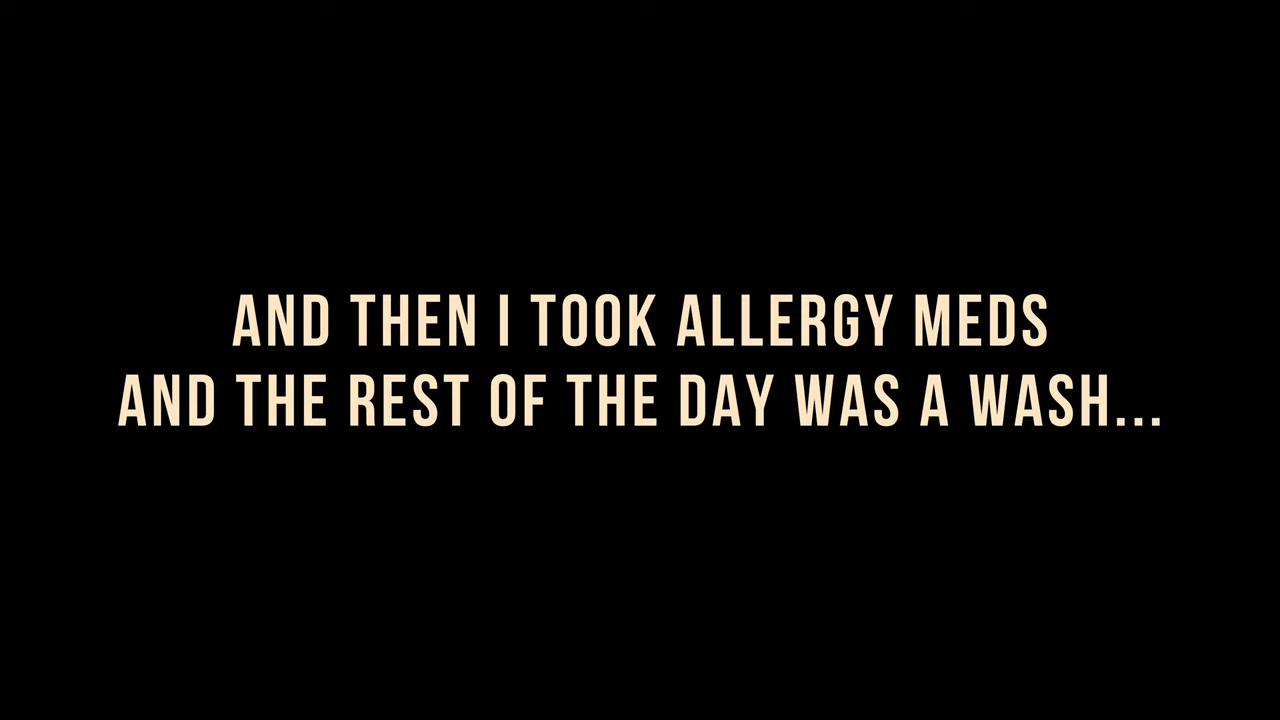 AND THEN I TOOK ALLERGY MEDS
AND THE REST OF THE DAY WAS A WASH...